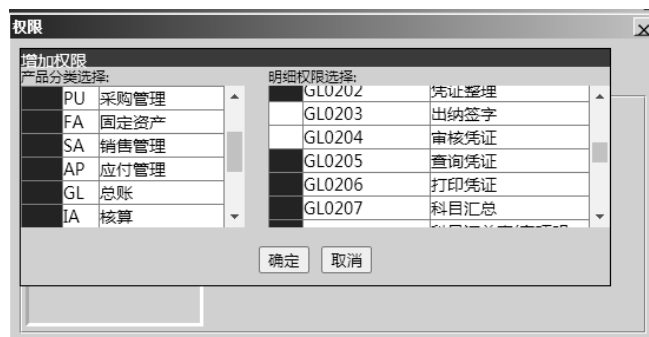 权限
增加权限
产品分类选择:
PU 采购管理
FA 固定资产
SA 销售管理
AP 应付管理
GL 总账
IA 核算
明细权限选择:
GL0202 凭证整理
GL0203 出纳签字
GL0204 审核凭证
GL0205 查询凭证
GL0206 打印凭证
GL0207 科目汇总
确定 取消